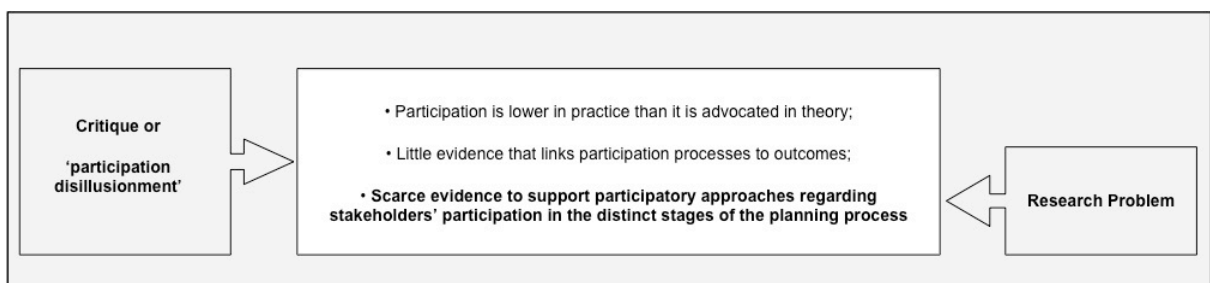 Critique or
‘participation
disillusionment’
• Participation is lower in practice than it is advocated in theory;
• Little evidence that links participation processes to outcomes;
• Scarce evidence to support participatory approaches regarding
stakeholders’ participation in the distinct stages of the planning process
Research Problem